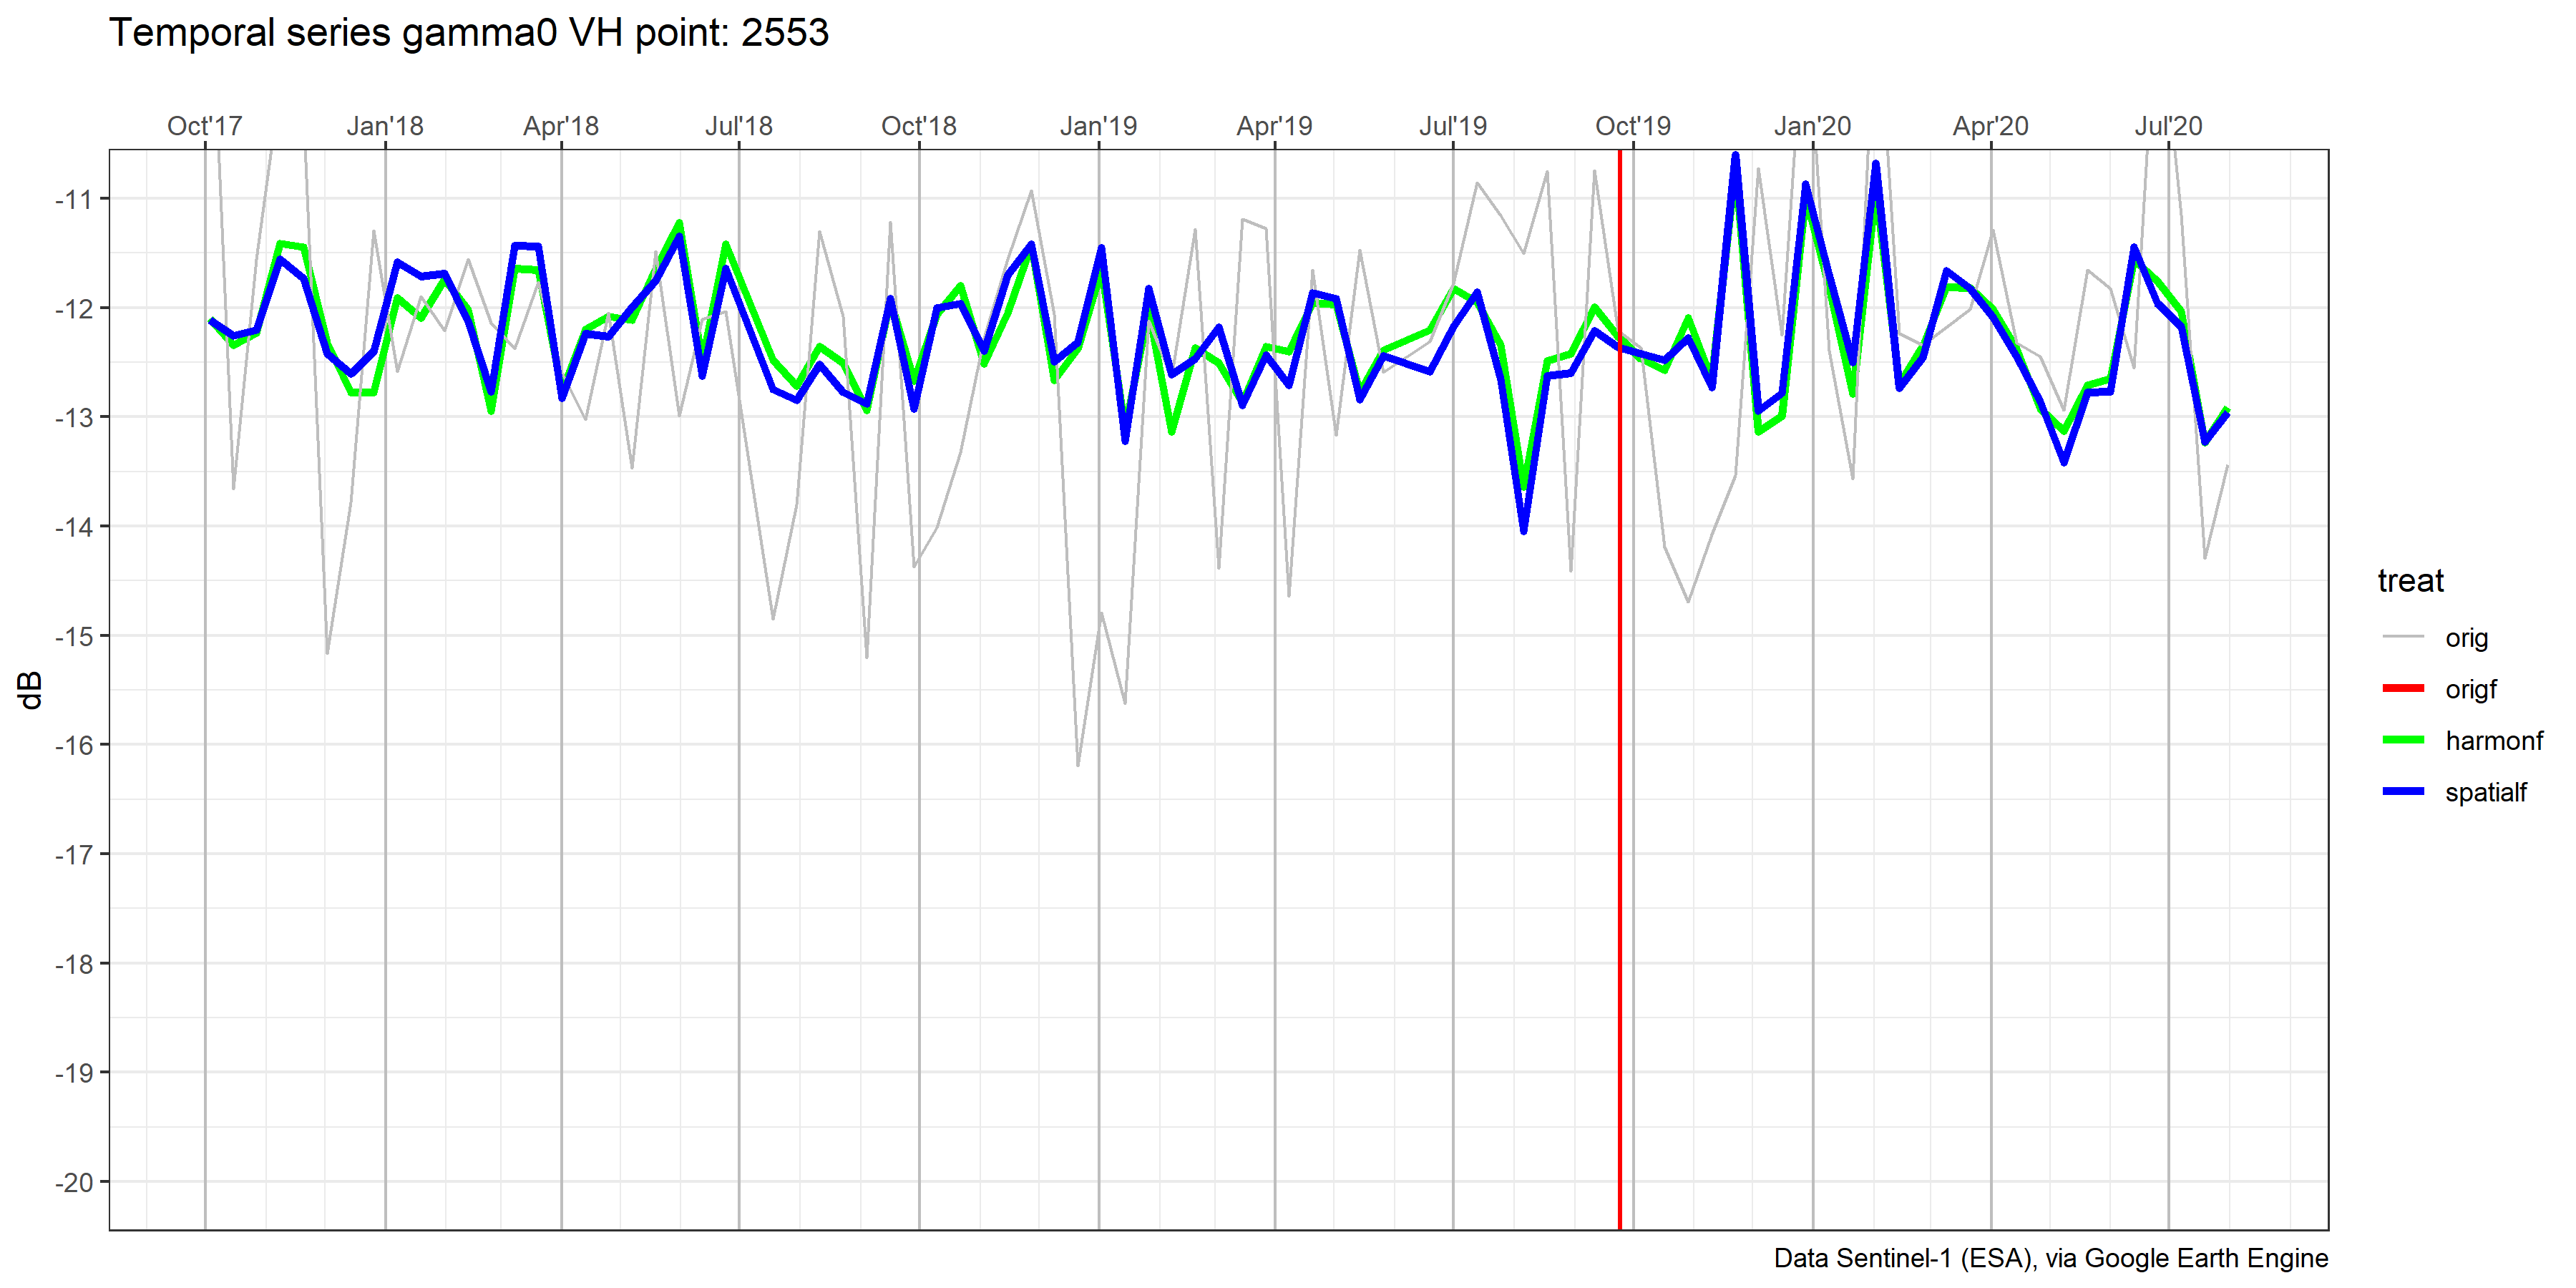 Temporal series gamma0 VH point: 2553
Oct'17 Jan'18 Apr'18 Jul'18 Oct'18 Jan'19 Apr'19 Jul'19 Oct'19 Jan'20 Apr'20 Jul'20
-11
-12
-13
-14
-15
-16
-17
-18
-19
-20
dB
treat
orig
origf
harmonf
spatialf
Data Sentinel-1 (ESA), via Google Earth Engine